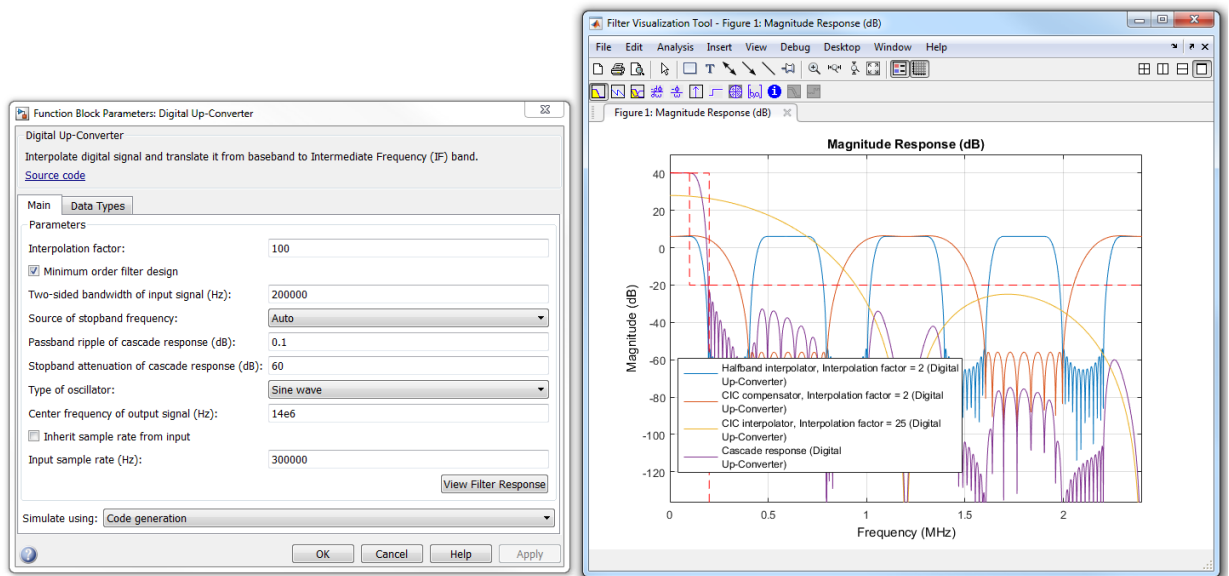 Function Block Parameters: Digital Up-Converter
Digital Up-Converter
Interpolate digital signal and translate it from baseband to Intermediate Frequency (IF) band.
Source code
Main
Data Types
Parameters
Interpolation factor:
100
Minimum order filter design
Two-sided bandwidth of input signal (Hz):
200000
Source of stopband frequency:
Auto
Passband ripple of cascade response (dB):
0.1
Stopband attenuation of cascade response (dB):
60
Type of oscillator:
Sine wave
Center frequency of output signal (Hz):
14e6
Inherit sample rate from input
Input sample rate (Hz):
300000
View Filter Response
Simulate using:
Code generation
OK
Cancel
Help
Apply
Filter Visualization Tool - Figure 1: Magnitude Response (dB)
File Edit Analysis Insert View Debug Desktop Window Help
Figure 1: Magnitude Response (dB)
Magnitude Response (dB)
Magnitude (dB)
40
20
0
-20
-40
-60
-80
-100
-120
Halfband interpolator, Interpolation factor = 2 (Digital
Up-Converter)
CIC compensator, Interpolation factor = 2 (Digital
Up-Converter)
CIC interpolator, Interpolation factor = 25 (Digital
Up-Converter)
Cascade response (Digital
Up-Converter)
0 0.5 1 1.5 2
Frequency (MHz)